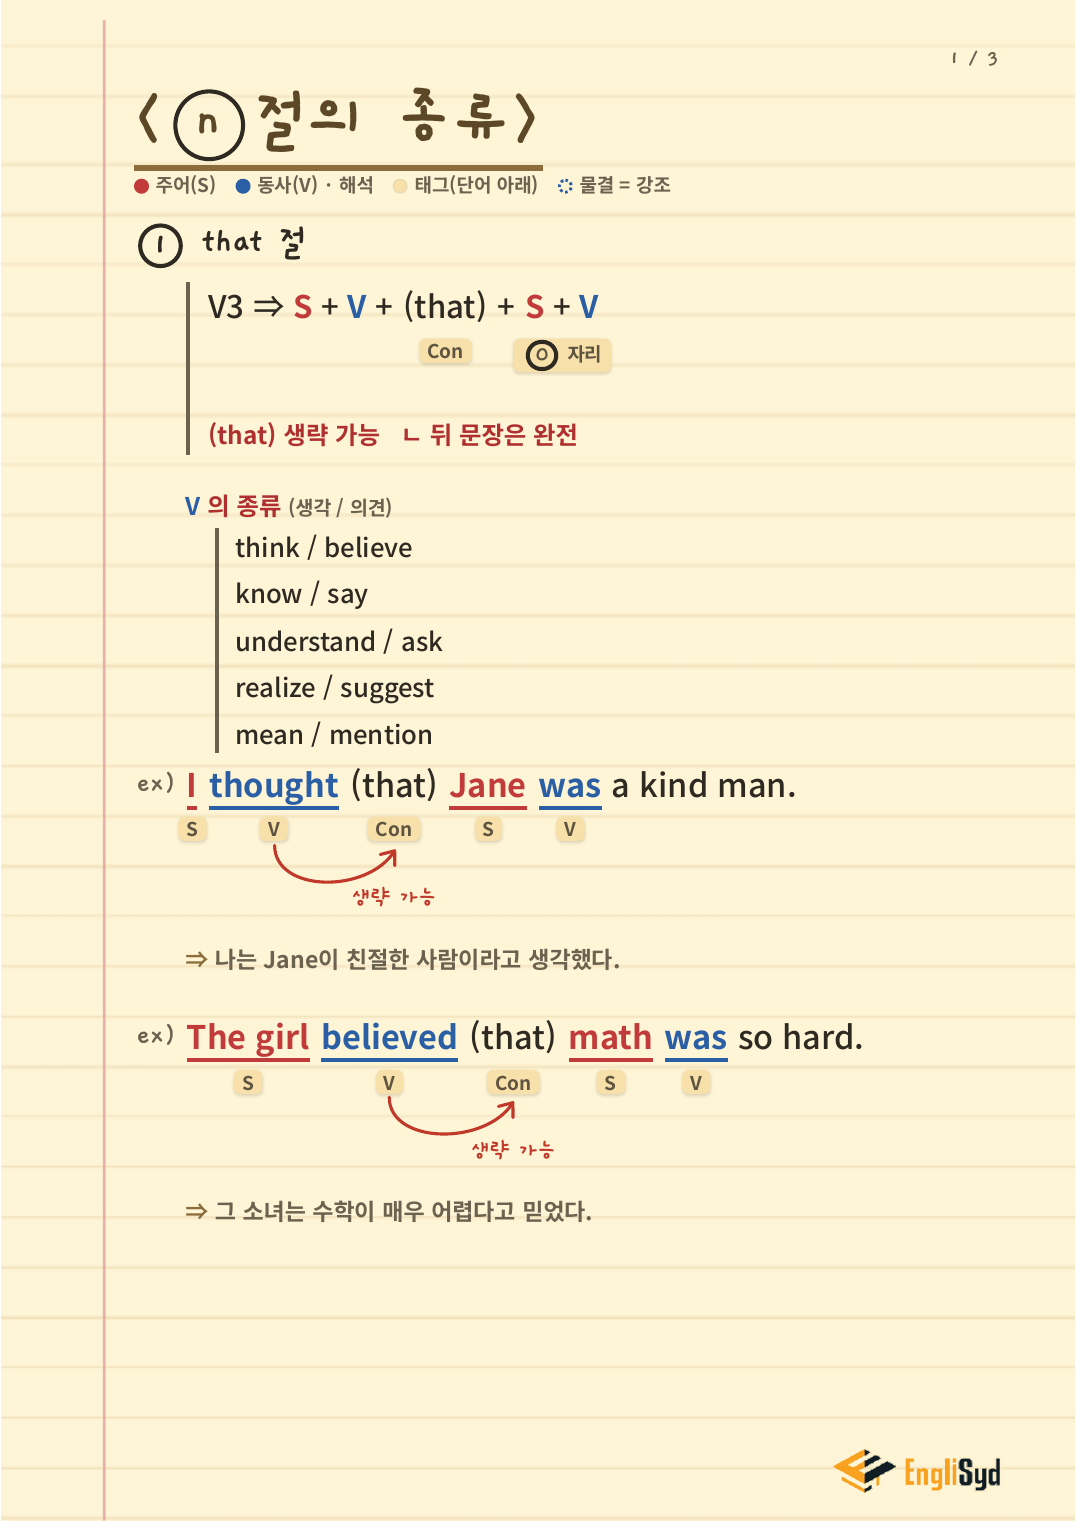 1 / 3
< n 절의 종류 >
주어(S) 동사(V) · 해석 태그(단어 아래) 물결 = 강조
1 that 절
V3 ⇒ S + V + (that) + S + V
Con O 자리
(that) 생략 가능 ㄴ 뒤 문장은 완전
V 의 종류 (생각 / 의견)
think / believe
know / say
understand / ask
realize / suggest
mean / mention
ex) I thought (that) Jane was a kind man.
S V Con S V
생략 가능
⇒ 나는 Jane이 친절한 사람이라고 생각했다.
ex) The girl believed (that) math was so hard.
S V Con S V
생략 가능
⇒ 그 소녀는 수학이 매우 어렵다고 믿었다.
EngliSyd